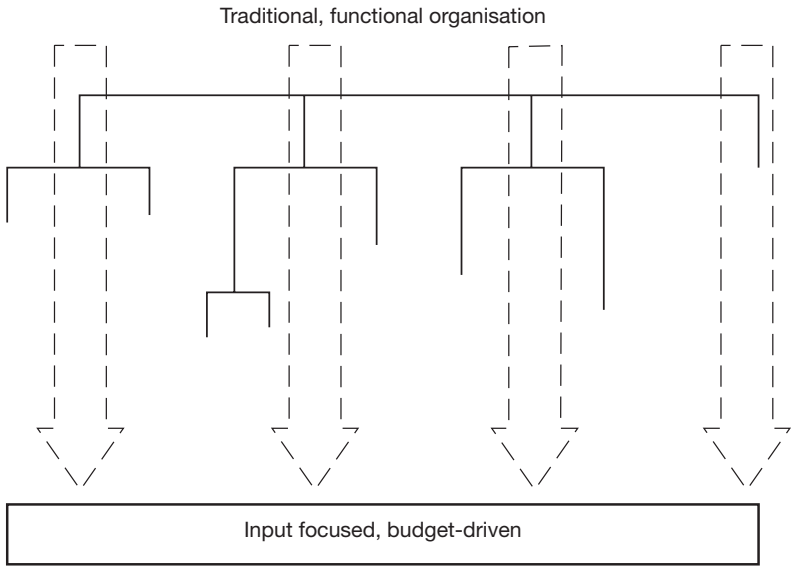 Traditional, functional organisation
Input focused, budget-driven